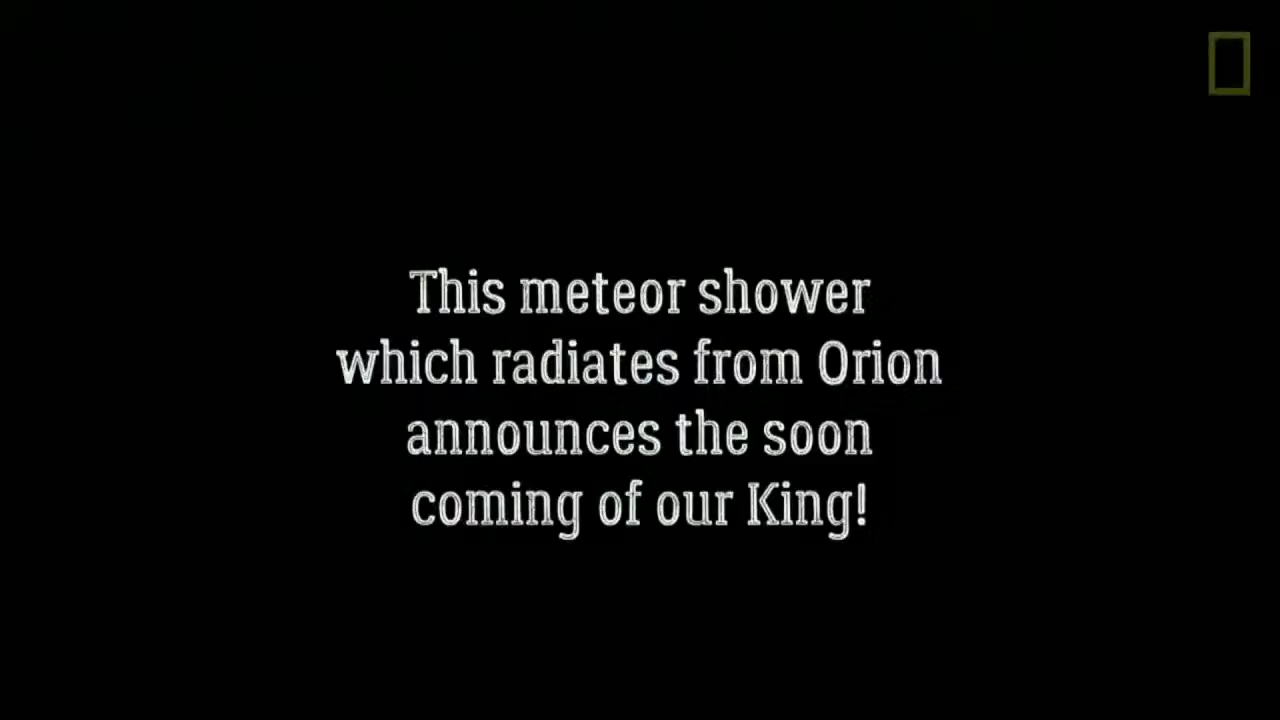 This meteor shower
which radiates from Orion
announces the soon
coming of our King!